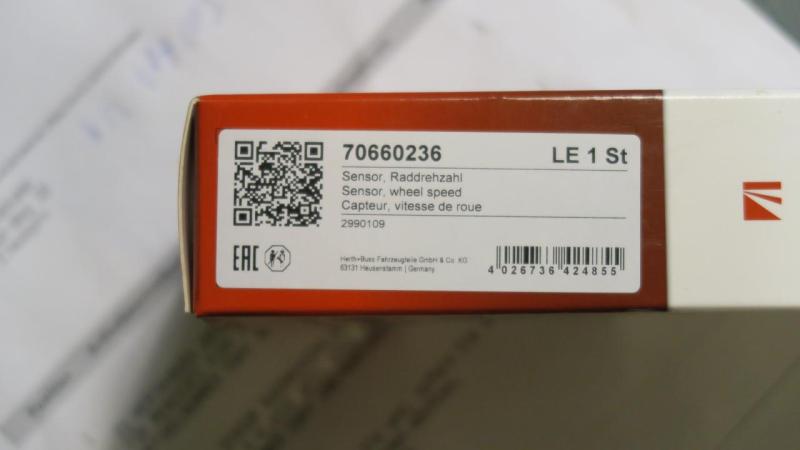 70660236 LE 1 St
Sensor, Raddrehzahl
Sensor, wheel speed
Capteur, vitesse de roue
2990109
EAC
Herth+Buss Fahrzeugteile GmbH & Co. KG
63131 Heusenstamm | Germany
4 026736 424855